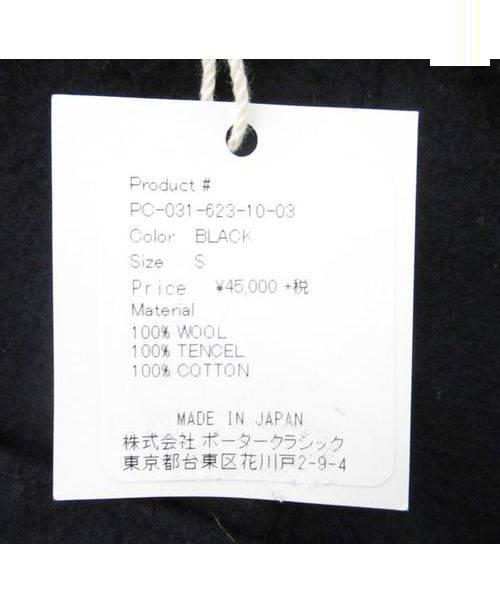 Product #
PC-031-623-10-03
Color BLACK
Size S
Price ¥45,000 +税
Material
100% WOOL
100% TENCEL
100% COTTON
MADE IN JAPAN
株式会社 ポータークラシック
東京都台東区花川戸2-9-4